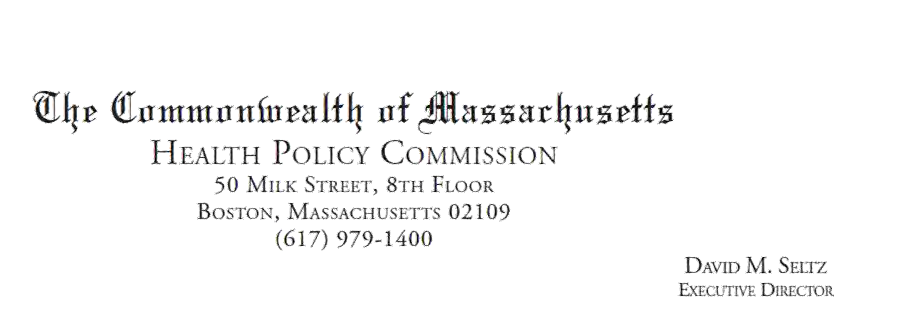 The Commonwealth of Massachusetts
HEALTH POLICY COMMISSION
50 MILK STREET, 8TH FLOOR
BOSTON, MASSACHUSETTS 02109
(617) 979-1400
DAVID M. SELTZ
EXECUTIVE DIRECTOR